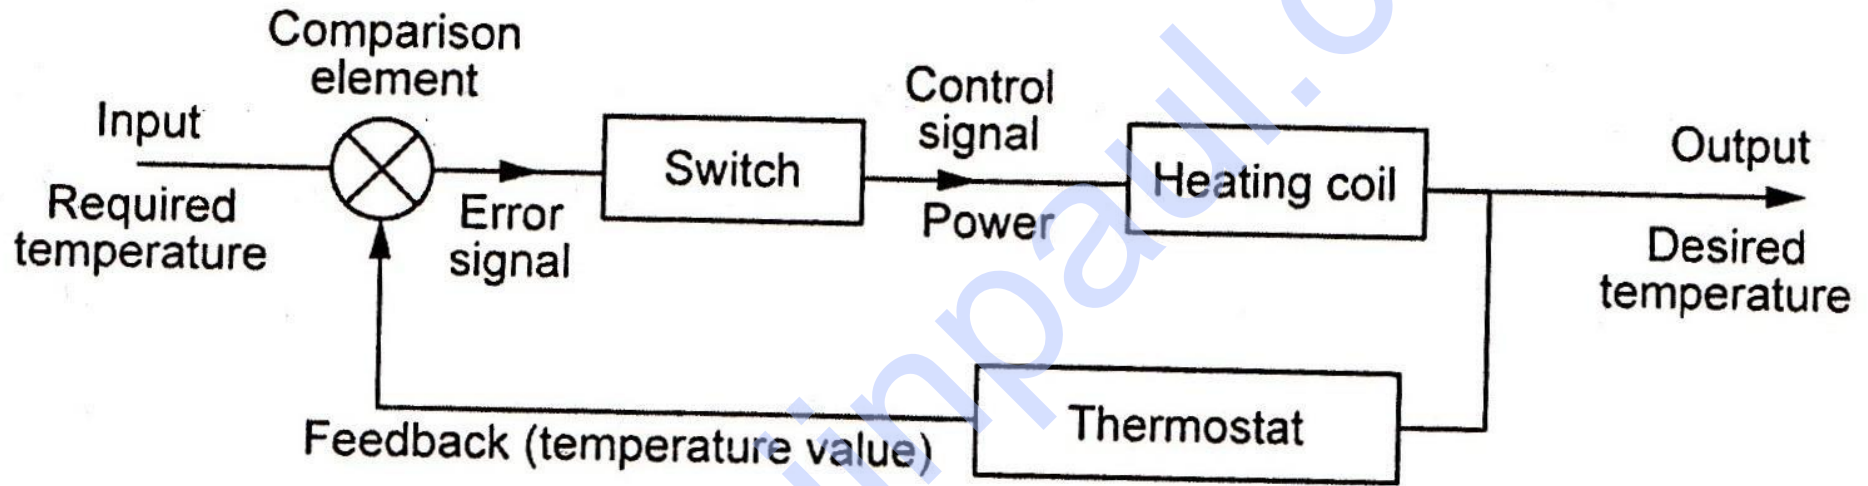 Comparison
element
Input
Required
temperature
Error
signal
Switch
Control
signal
Power
Heating coil
Output
Desired
temperature
Thermostat
Feedback (temperature value)
jinpaul.c